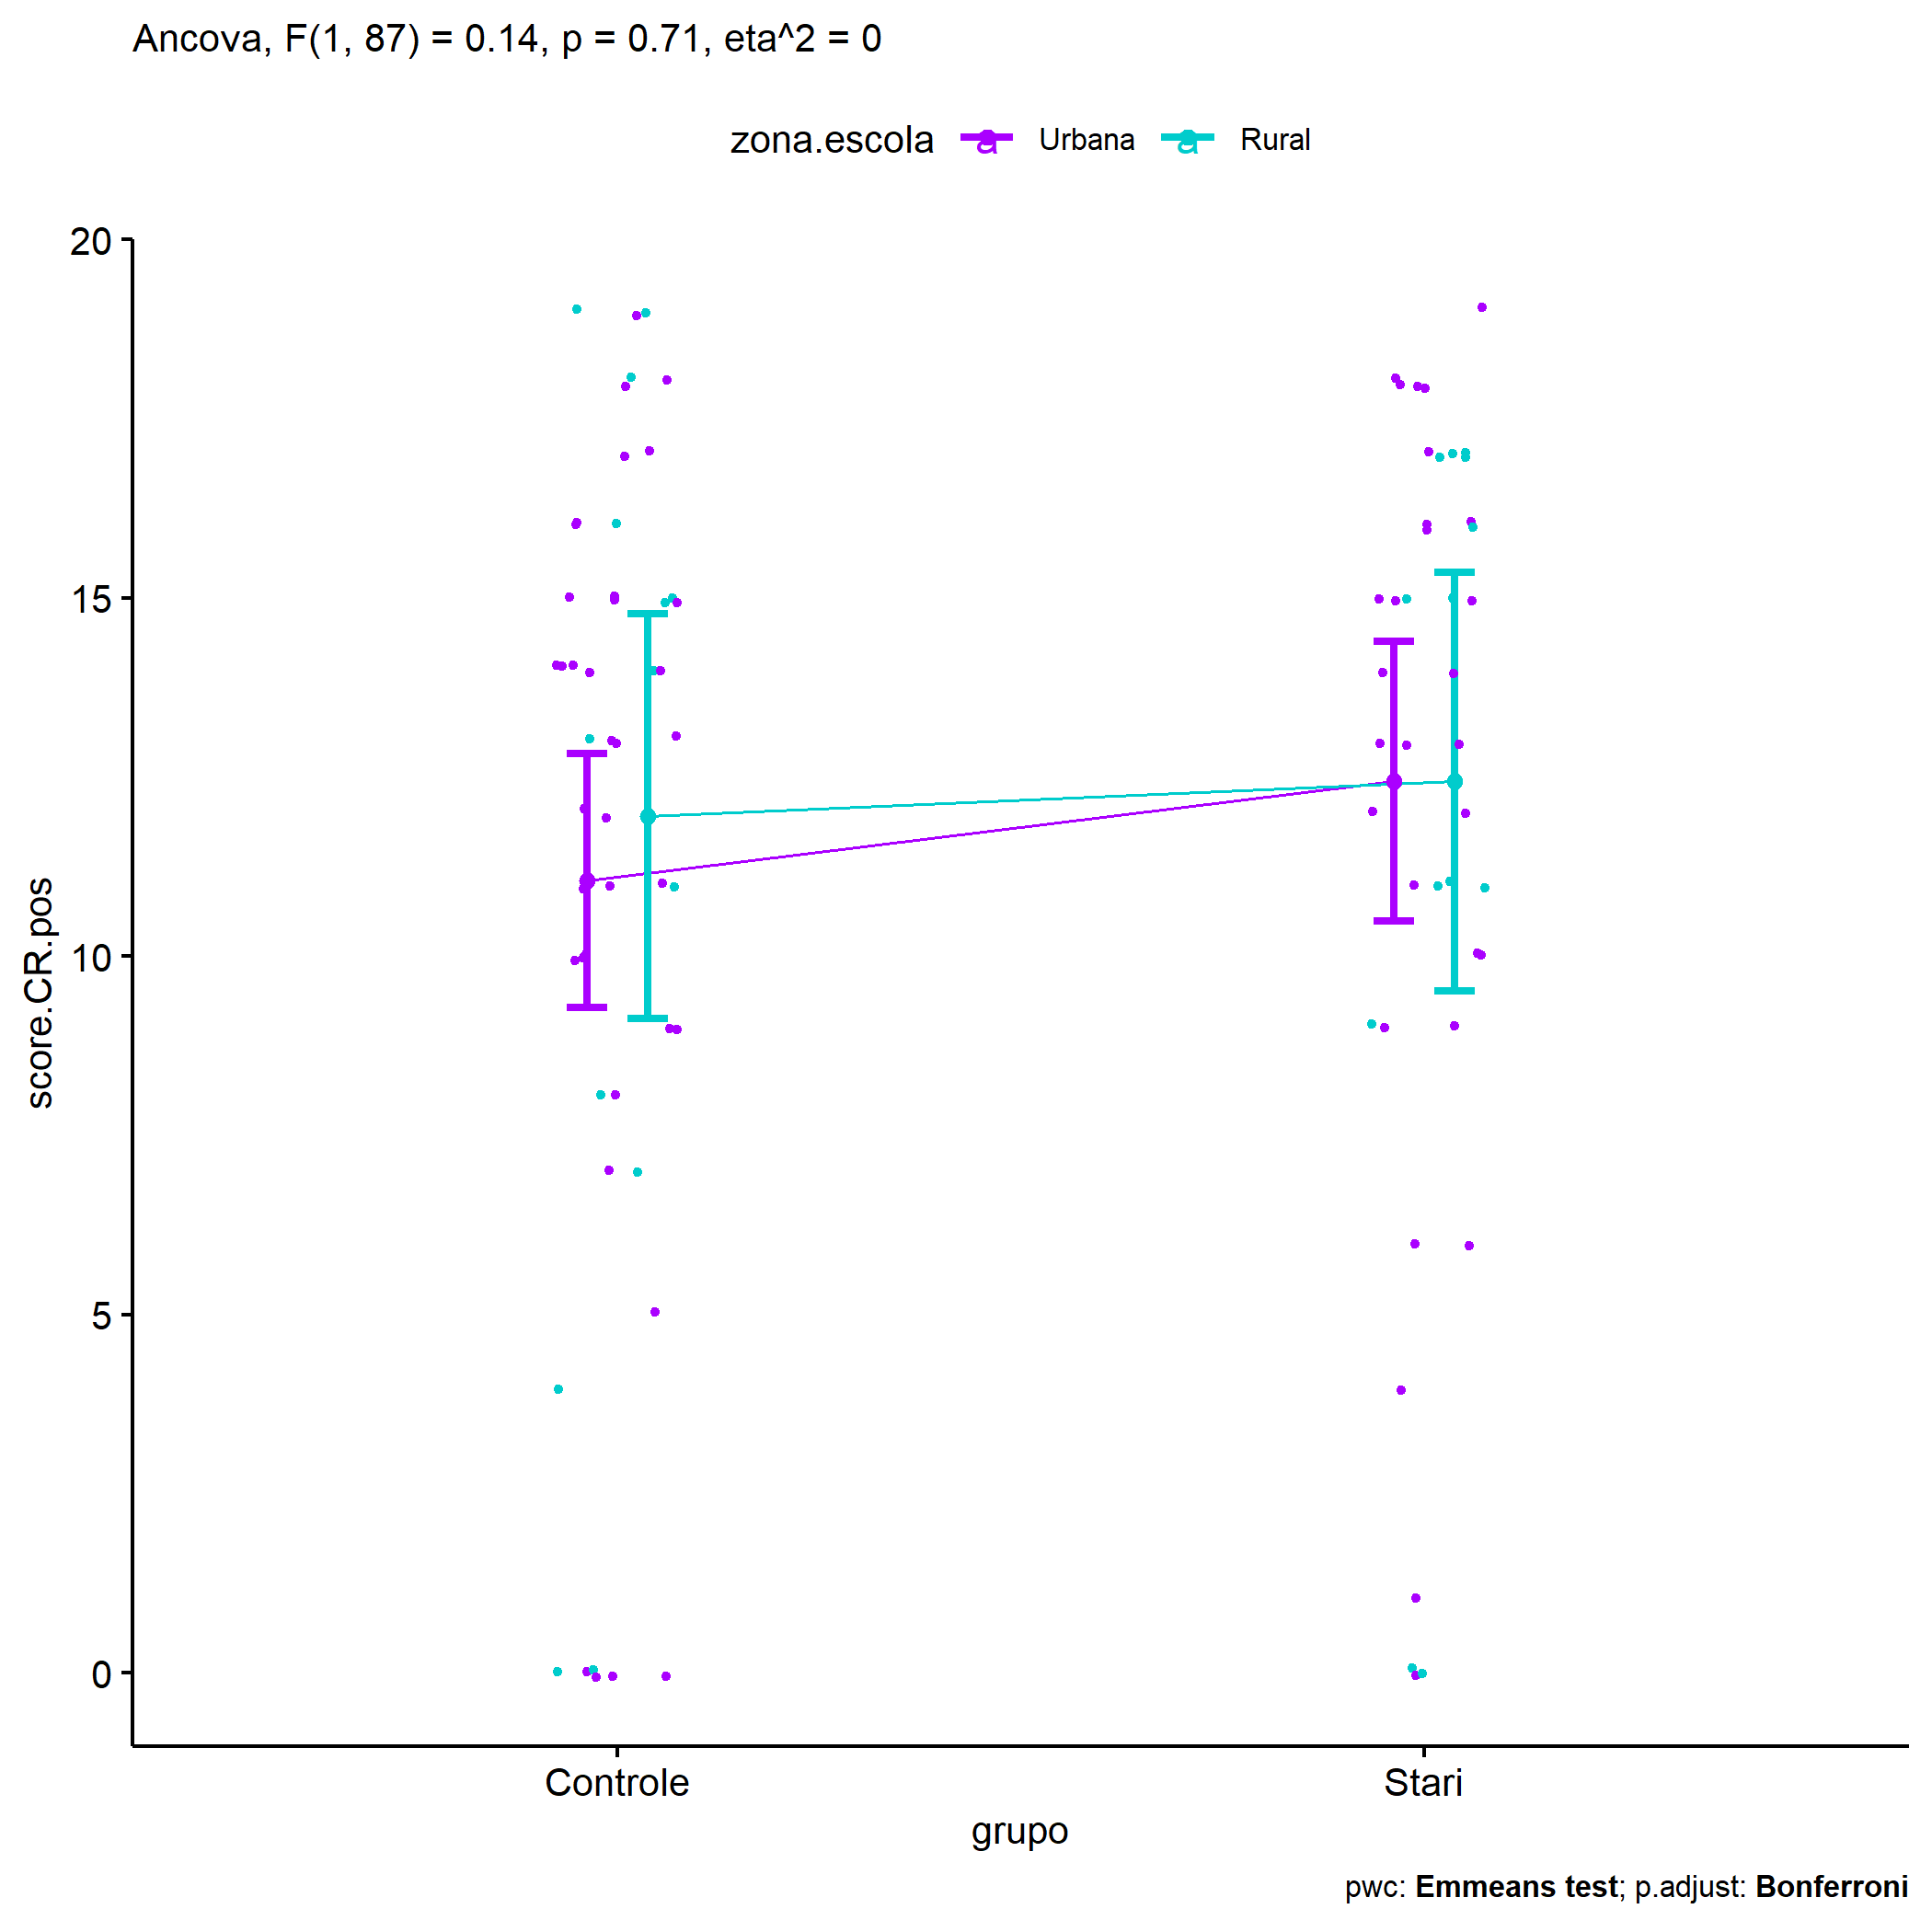 Ancova, F(1, 87) = 0.14, p = 0.71, eta^2 = 0
zona.escola a Urbana a Rural
20
15
10
5
0
score.CR.pos
Controle Stari
grupo
pwc: Emmeans test; p.adjust: Bonferroni